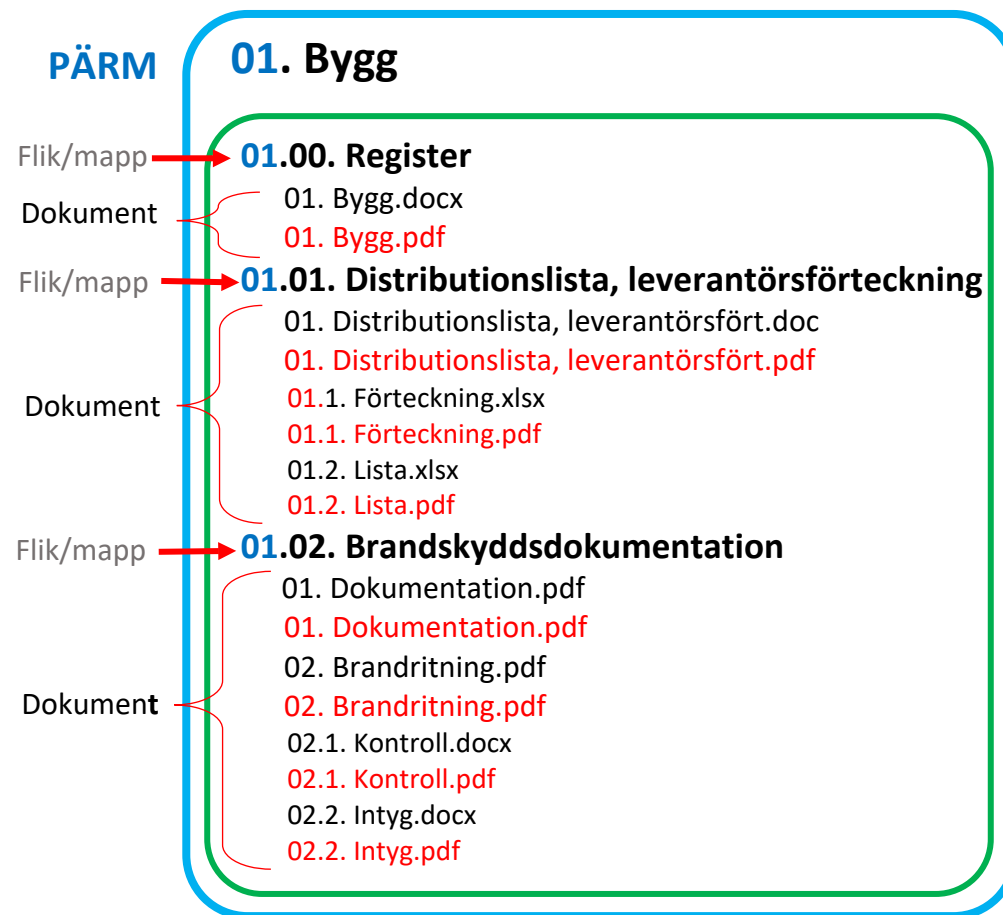 PÄRM
01. Bygg
Flik/mapp
01.00. Register
Dokument
01. Bygg.docx
01. Bygg.pdf
Flik/mapp
01.01. Distributionslista, leverantörsförteckning
Dokument
01. Distributionslista, leverantörsfört.doc
01. Distributionslista, leverantörsfört.pdf
01.1. Förteckning.xlsx
01.1. Förteckning.pdf
01.2. Lista.xlsx
01.2. Lista.pdf
Flik/mapp
01.02. Brandskyddsdokumentation
Dokument
01. Dokumentation.pdf
01. Dokumentation.pdf
02. Brandritning.pdf
02. Brandritning.pdf
02.1. Kontroll.docx
02.1. Kontroll.pdf
02.2. Intyg.docx
02.2. Intyg.pdf